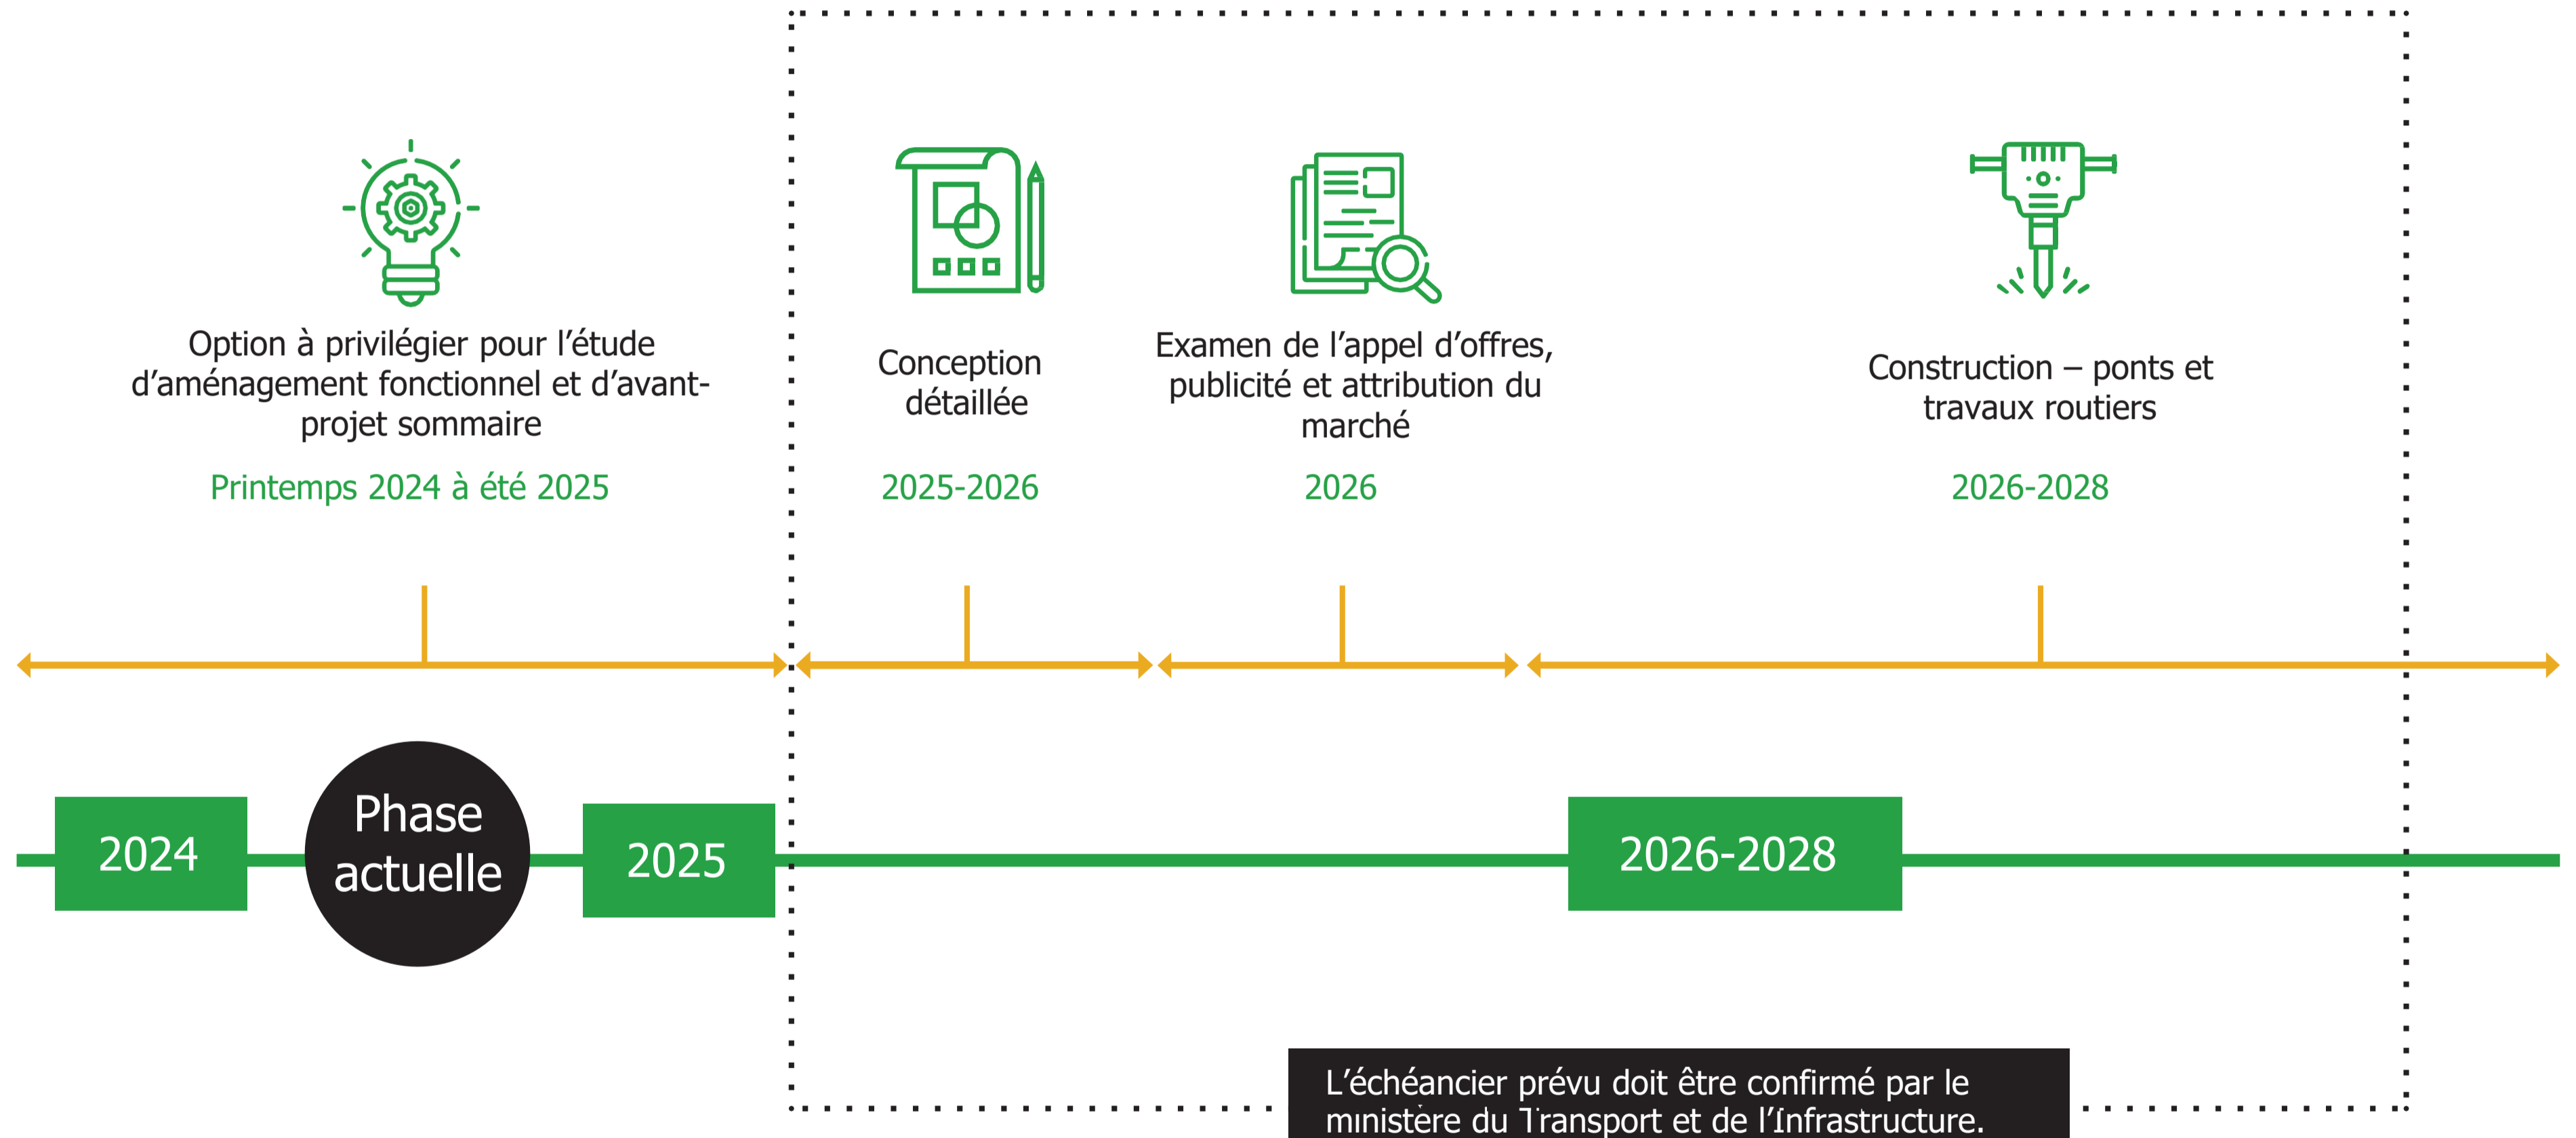 Option à privilégier pour l’étude
d’aménagement fonctionnel et d’avant-
projet sommaire
Printemps 2024 à été 2025
Conception
détaillée
2025-2026
Examen de l’appel d’offres,
publicité et attribution du
marché
2026
Construction – ponts et
travaux routiers
2026-2028
2024
Phase
actuelle
2025
2026-2028
L’échéancier prévu doit être confirmé par le
ministère du Transport et de l’Infrastructure.